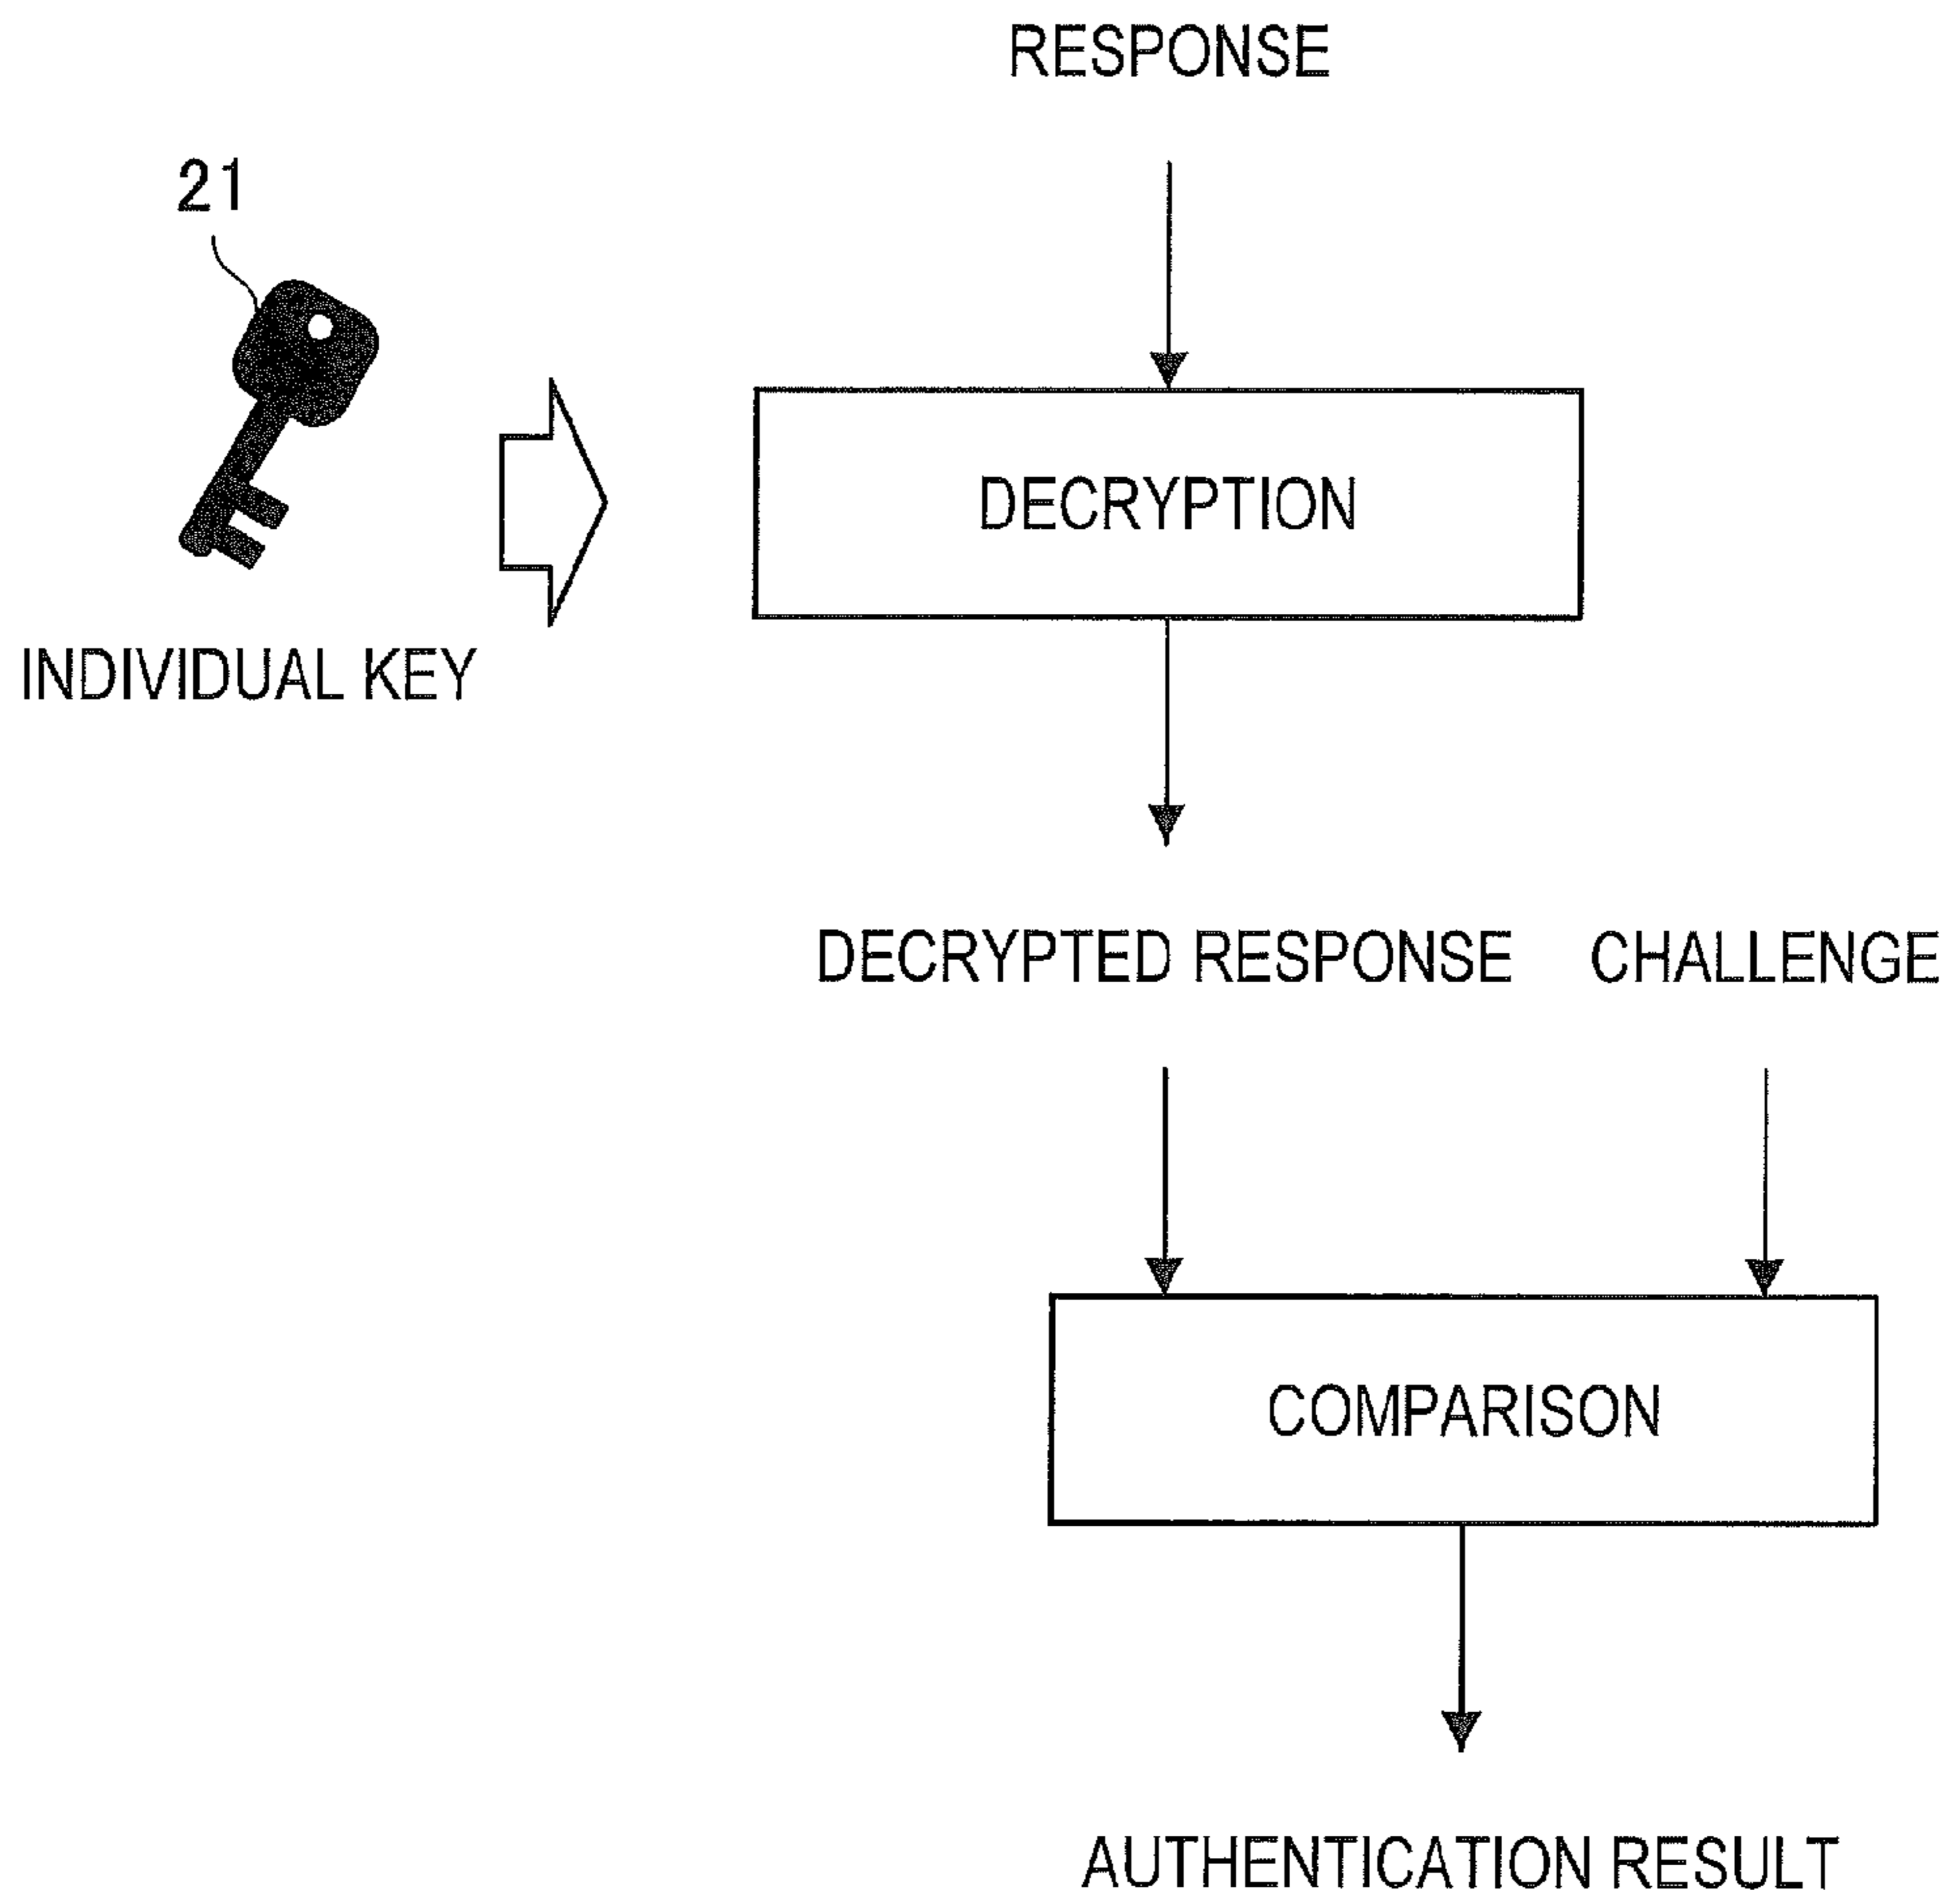 RESPONSE
21
DECRYPTION
INDIVIDUAL KEY
DECRYPTED RESPONSE
CHALLENGE
COMPARISON
AUTHENTICATION RESULT